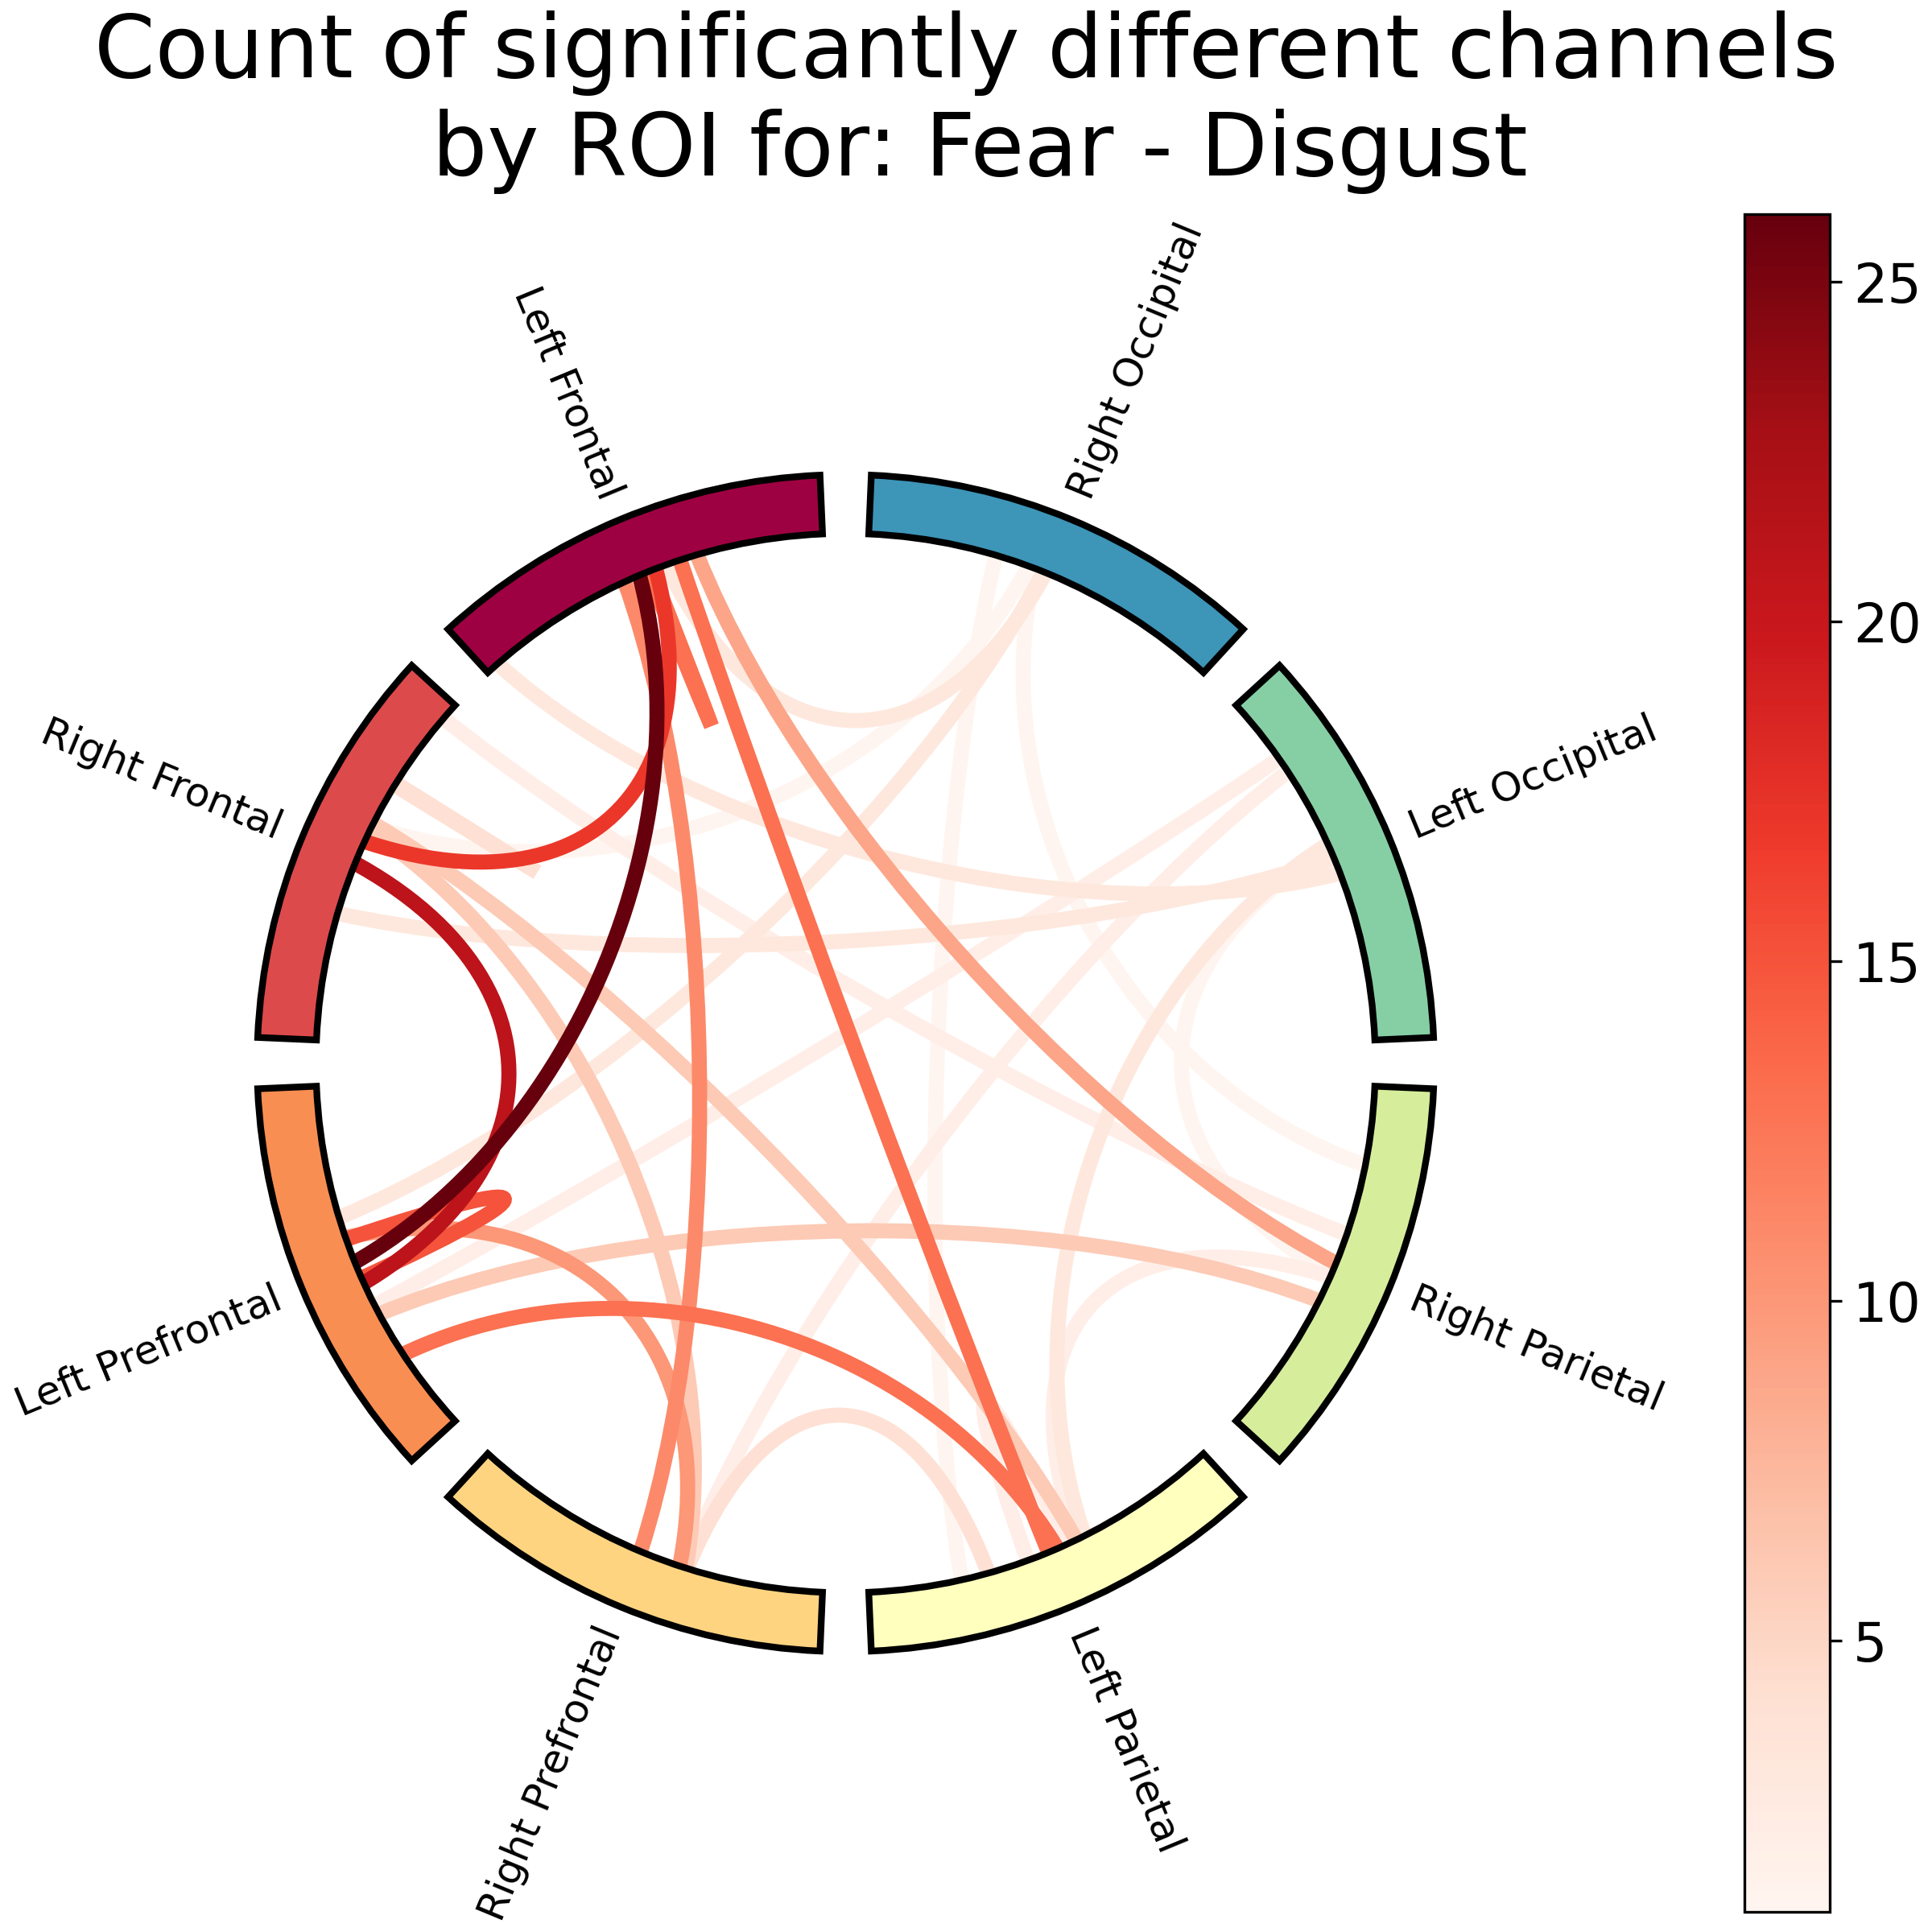 Count of significantly different channels
by ROI for: Fear - Disgust
Left Frontal
Right Occipital
Right Frontal
Left Occipital
Left Prefrontal
Right Parietal
Right Prefrontal
Left Parietal
25
20
15
10
5